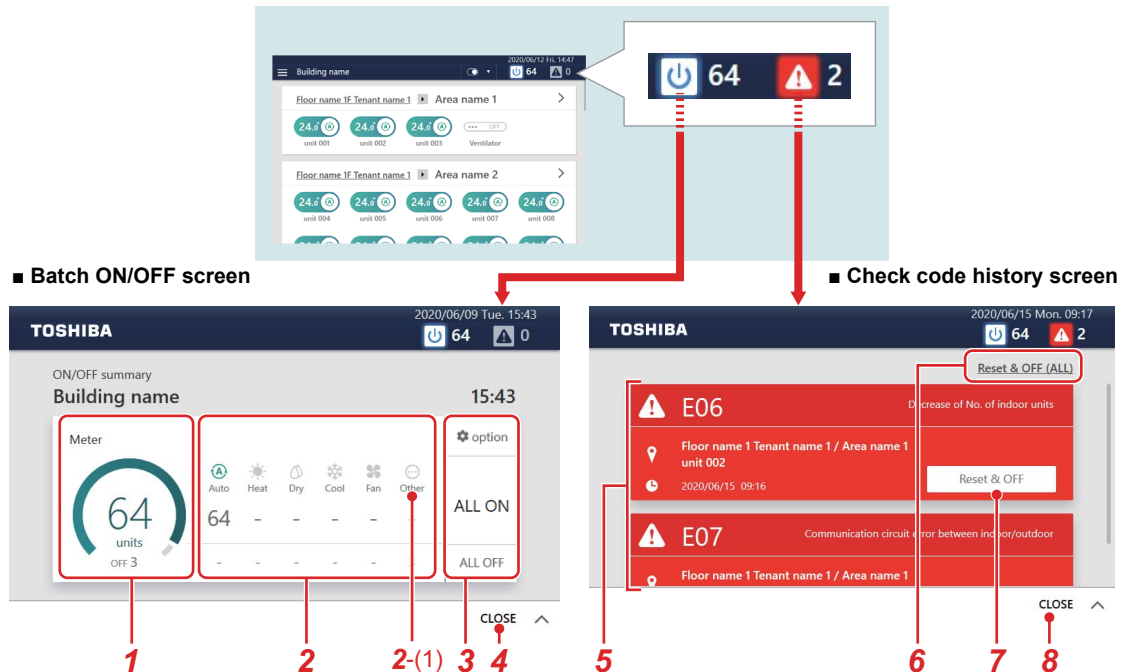 2020/06/12 Fri. 14:47
Building name
64 0
64 2
Floor name 1F Tenant name 1 Area name 1 >
24.0 A 24.0 A 24.0 A ••• OFF
unit 001 unit 002 unit 003 Ventilator
Floor name 1F Tenant name 1 Area name 2 >
24.0 A 24.0 A 24.0 A 24.0 A 24.0 A
unit 004 unit 005 unit 006 unit 007 unit 008
■ Batch ON/OFF screen
2020/06/09 Tue. 15:43
TOSHIBA
64 0
ON/OFF summary
Building name 15:43
Meter
64
units
OFF 3
A
Auto Heat Dry Cool Fan Other
64 - - - - -
- - - - - -
option
ALL ON
ALL OFF
CLOSE
1 2 2-(1) 3 4
■ Check code history screen
2020/06/15 Mon. 09:17
TOSHIBA
64 2
Reset & OFF (ALL)
E06 Decrease of No. of indoor units
Floor name 1 Tenant name 1 / Area name 1
unit 002
2020/06/15 09:16 Reset & OFF
E07 Communication circuit error between indoor/outdoor
Floor name 1 Tenant name 1 / Area name 1
CLOSE
5 6 7 8